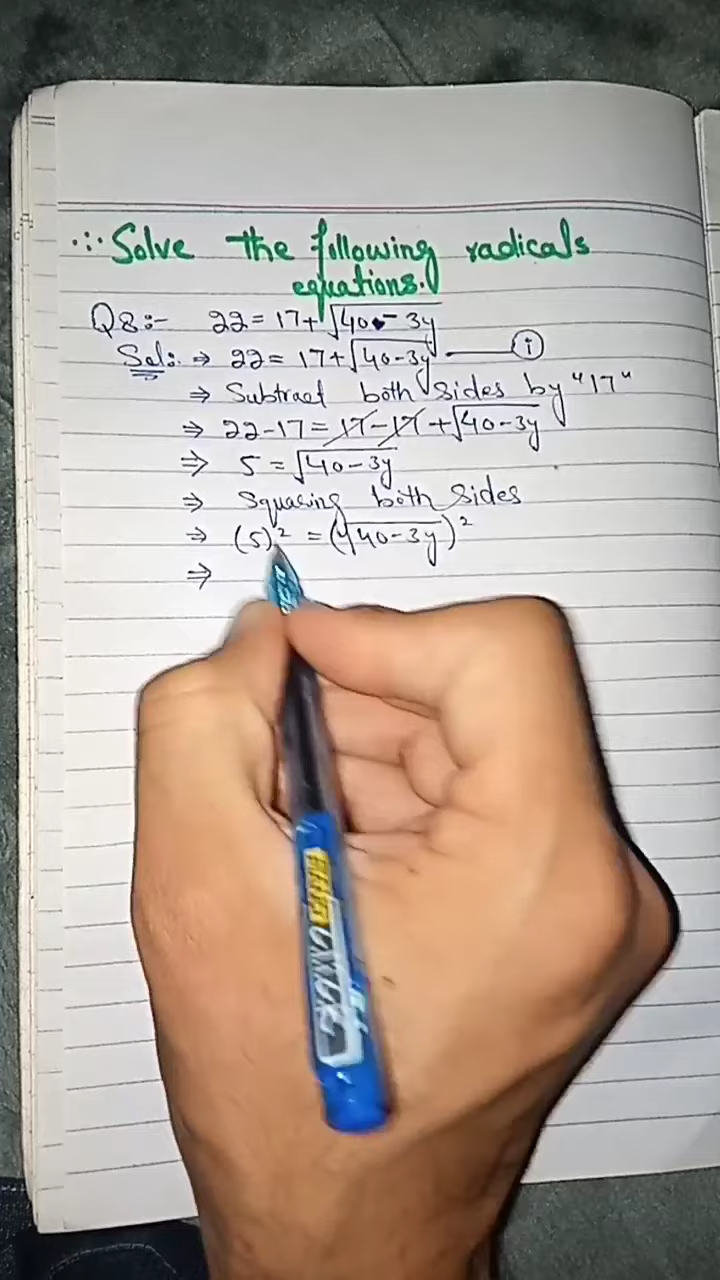 ∴ Solve the following radicals
equations.
Q8:- 22 = 17+√40 - 3y
Sol: ⇒ 22 = 17+√40-3y — (i)
⇒ Subtract both sides by "17"
⇒ 22-17 = 17-17 +√40-3y
⇒ 5 = √40-3y
⇒ Squaring both sides
⇒ (5)² = (√40-3y)²
⇒